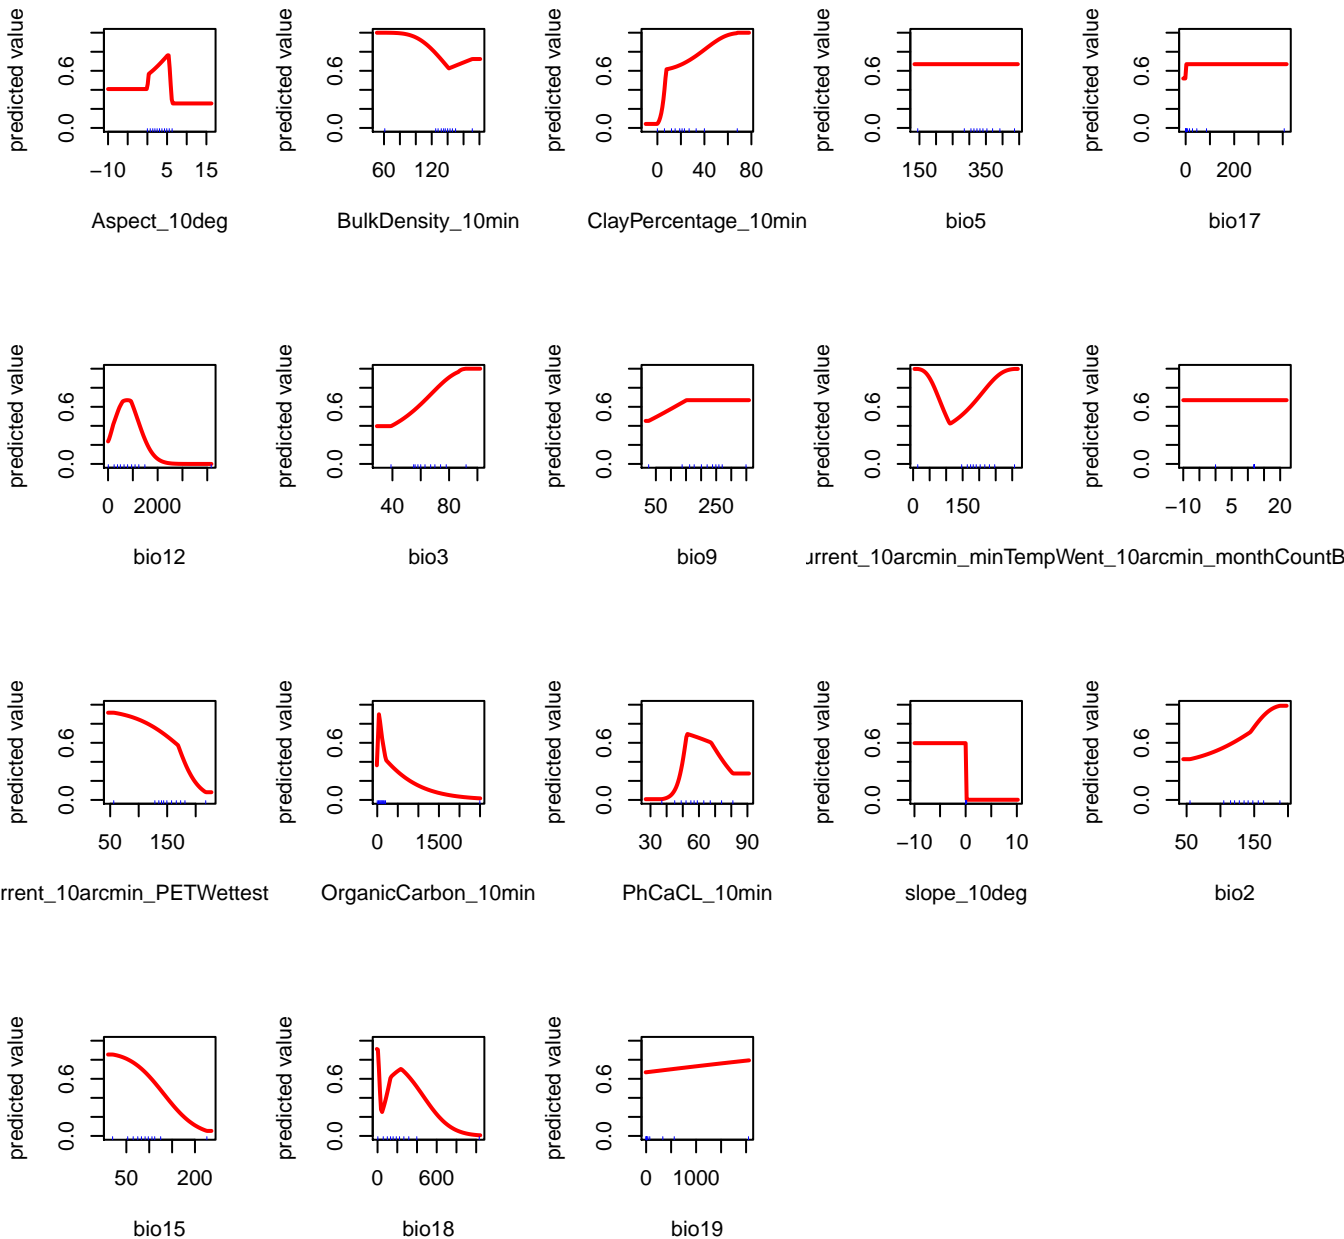 predicted value
0.0 0.6
−10 5 15
Aspect_10deg
predicted value
0.0 0.6
60 120
BulkDensity_10min
predicted value
0.0 0.6
0 40 80
ClayPercentage_10min
predicted value
0.0 0.6
150 350
bio5
predicted value
0.0 0.6
0 200
bio17
predicted value
0.0 0.6
0 2000
bio12
predicted value
0.0 0.6
40 80
bio3
predicted value
0.0 0.6
50 250
bio9
predicted value
0.0 0.6
0 150
urrent_10arcmin_minTempW
predicted value
0.0 0.6
−10 5 20
ent_10arcmin_monthCountB
predicted value
0.0 0.6
50 150
rrent_10arcmin_PETWettest
predicted value
0.0 0.6
0 1500
OrganicCarbon_10min
predicted value
0.0 0.6
30 60 90
PhCaCL_10min
predicted value
0.0 0.6
−10 0 10
slope_10deg
predicted value
0.0 0.6
50 150
bio2
predicted value
0.0 0.6
50 200
bio15
predicted value
0.0 0.6
0 600
bio18
predicted value
0.0 0.6
0 1000
bio19